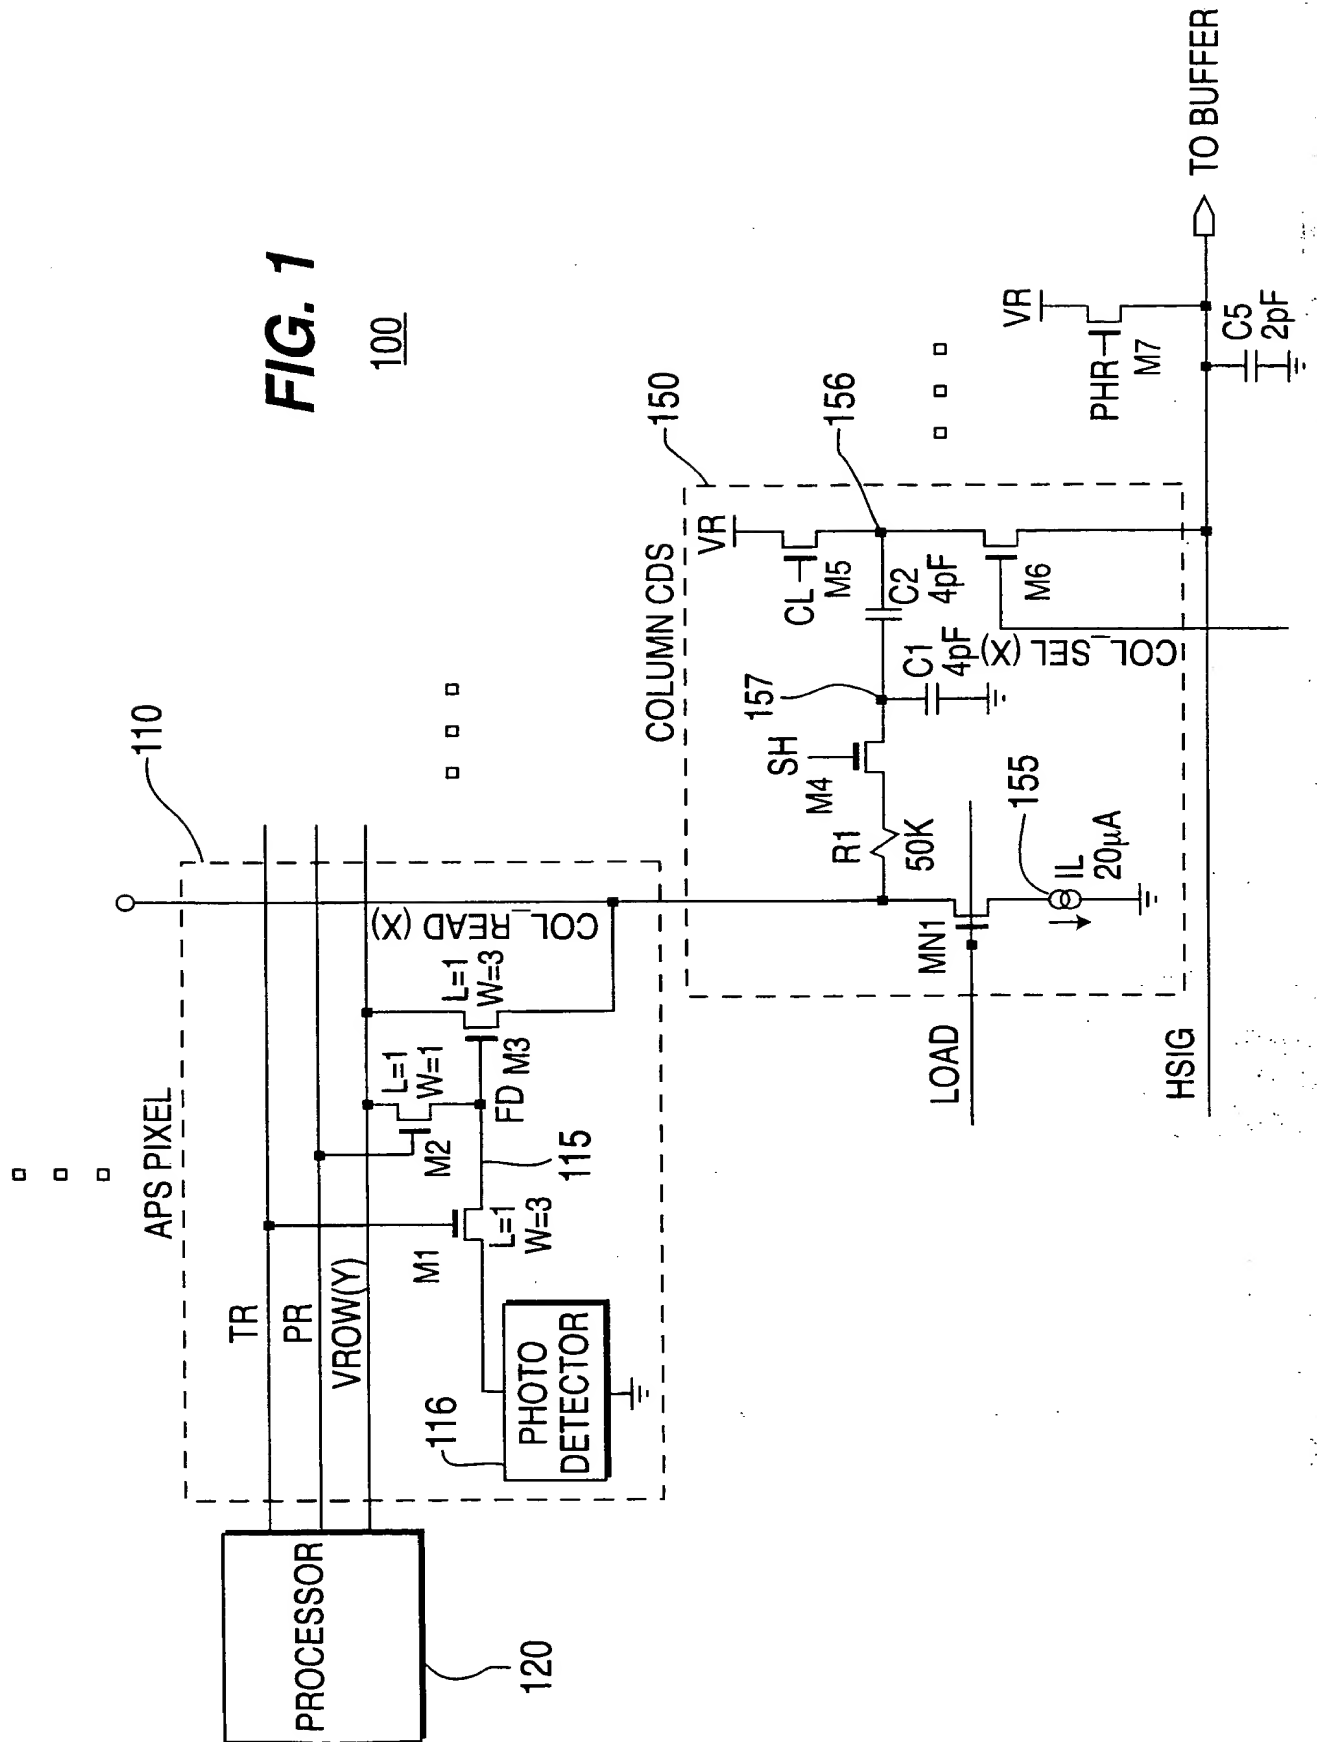 FIG. 1
100
APS PIXEL
110
TR
PR
VROW(Y)
PROCESSOR
120
116
PHOTO
DETECTOR
M1
L=1
W=3
115
M2
L=1
W=1
FD
M3
L=1
W=3
COL_READ (X)
COLUMN CDS
150
LOAD
MN1
155
IL
20µA
R1
50K
SH
M4
157
C1
4pF
C2
4pF
VR
CL
M5
156
M6
COL_SEL (X)
HSIG
VR
PHR
M7
C5
2pF
TO BUFFER